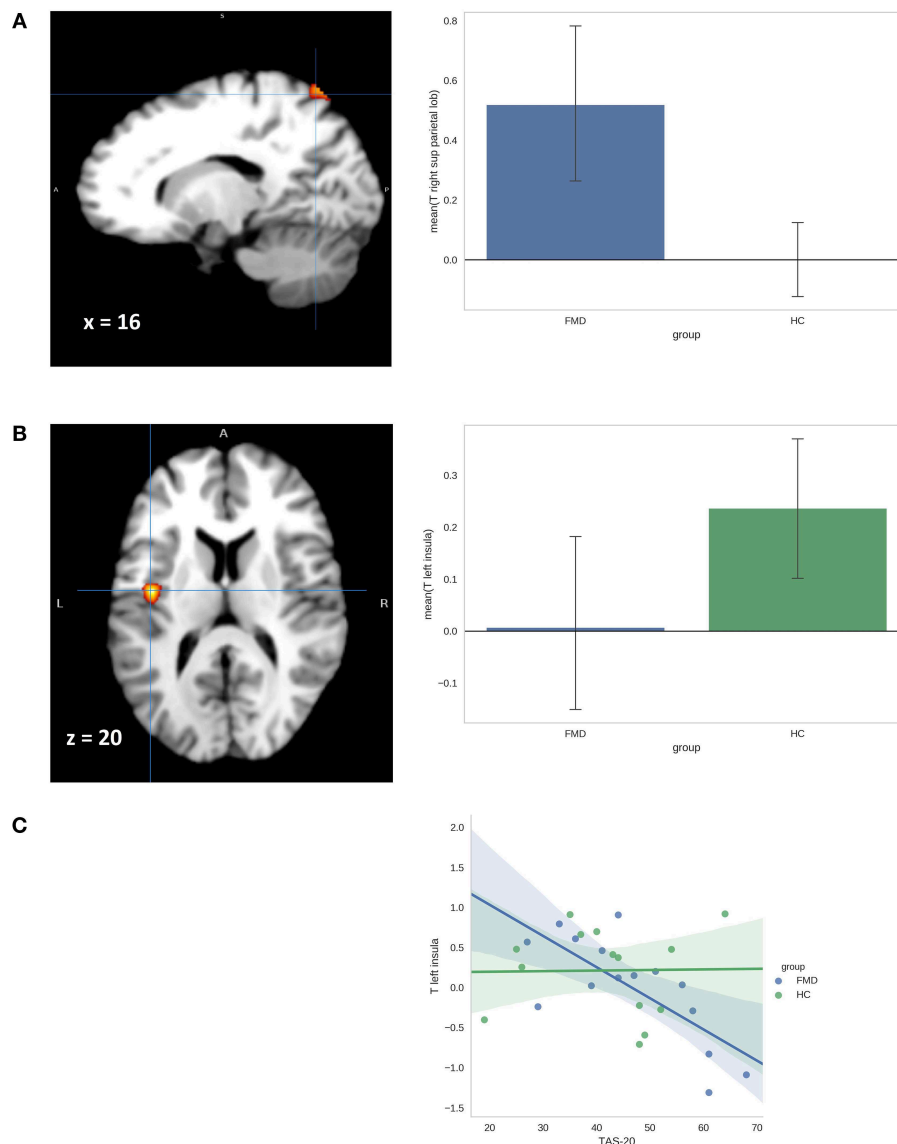 A
S
A
P
x = 16
mean(T right sup parietal lob)
0.8
0.6
0.4
0.2
0.0
FMD
HC
group
B
A
L
R
z = 20
mean(T left insula)
0.3
0.2
0.1
0.0
−0.1
FMD
HC
group
C
T left insula
2.0
1.5
1.0
0.5
0.0
−0.5
−1.0
−1.5
20 30 40 50 60 70
TAS-20
group
FMD
HC